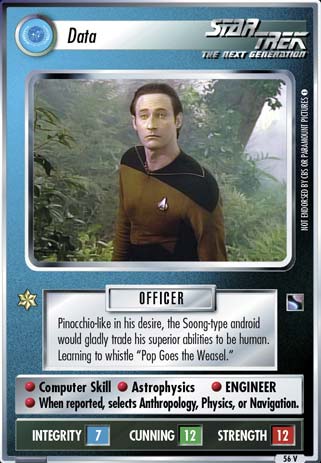 Data
STAR TREK
THE NEXT GENERATION
NOT ENDORSED BY CBS OR PARAMOUNT PICTURES
OFFICER
Pinocchio-like in his desire, the Soong-type android
would gladly trade his superior abilities to be human.
Learning to whistle “Pop Goes the Weasel.”
Computer Skill Astrophysics ENGINEER
When reported, selects Anthropology, Physics, or Navigation.
INTEGRITY 7 CUNNING 12 STRENGTH 12
56 V